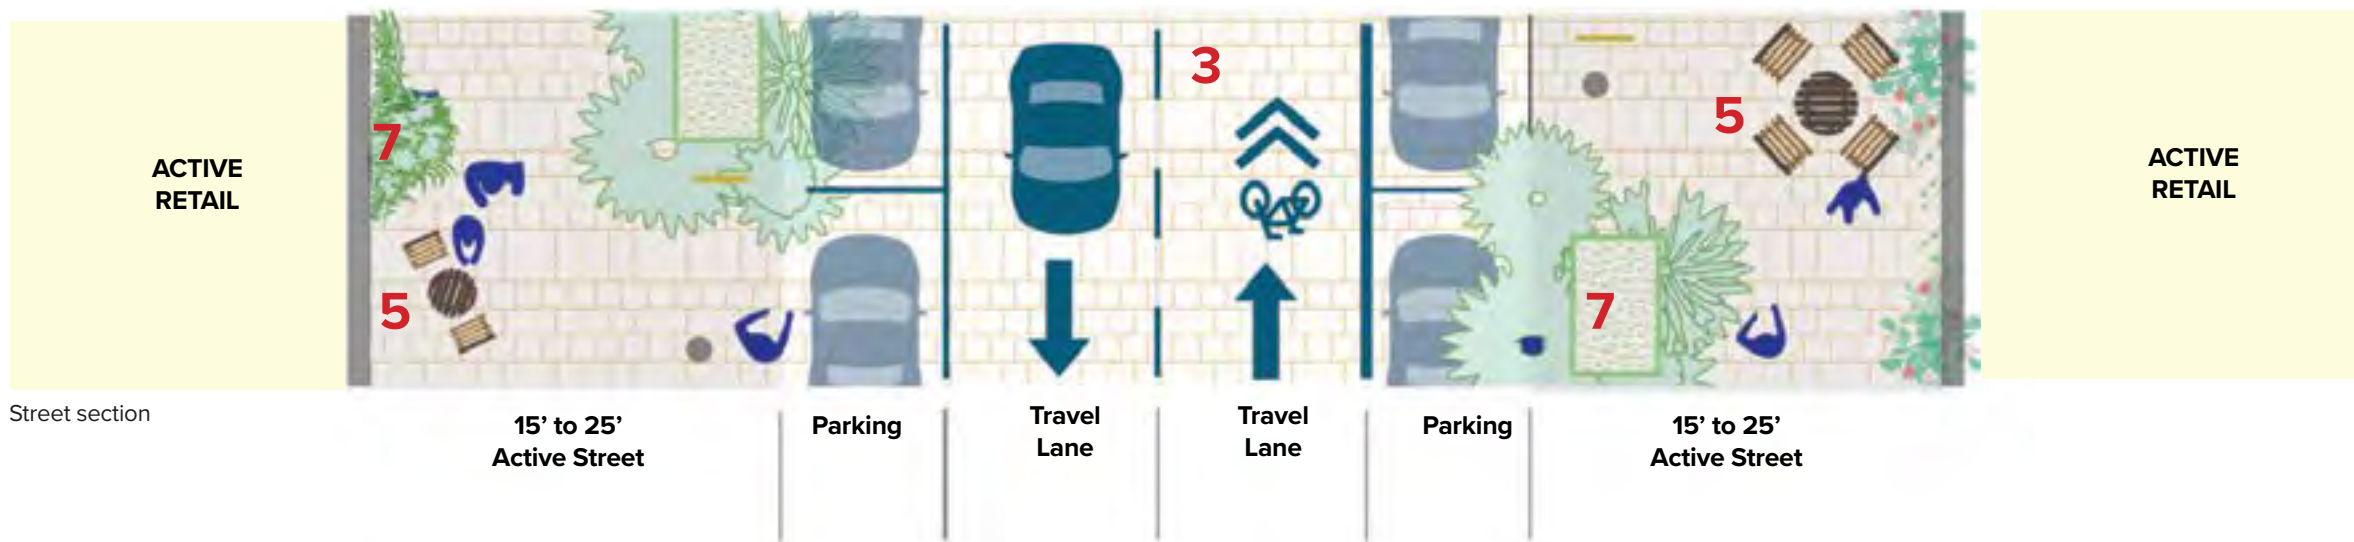 3
5
7
ACTIVE
RETAIL
ACTIVE
RETAIL
5
7
Street section
15’ to 25’
Active Street
Parking
Travel
Lane
Travel
Lane
Parking
15’ to 25’
Active Street